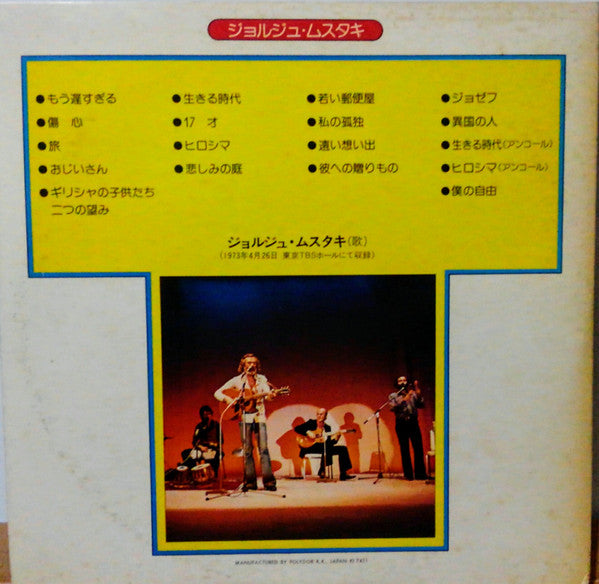 ジョルジュ・ムスタキ
●もう遅すぎる
●傷 心
●旅
●おじいさん
●ギリシャの子供たち
二つの望み
●生きる時代
●17 才
●ヒロシマ
●悲しみの庭
●若い郵便屋
●私の孤独
●遠い想い出
●彼への贈りもの
●ジョゼフ
●異国の人
●生きる時代(アンコール)
●ヒロシマ(アンコール)
●僕の自由
ジョルジュ・ムスタキ(歌)
(1973年4月26日 東京TBSホールにて収録)
MANUFACTURED BY POLYDOR K.K., JAPAN